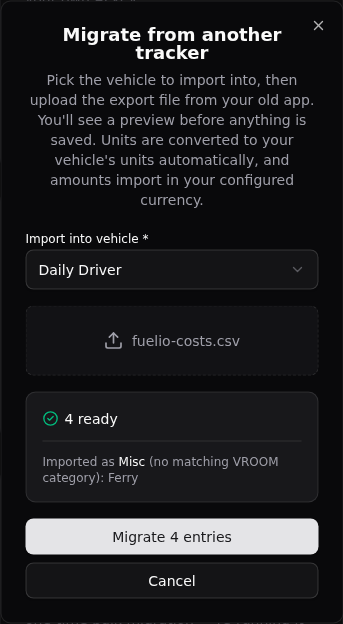 Migrate from another
tracker
Pick the vehicle to import into, then
upload the export file from your old app.
You'll see a preview before anything is
saved. Units are converted to your
vehicle's units automatically, and
amounts import in your configured
currency.
Import into vehicle *
Daily Driver
fuelio-costs.csv
4 ready
Imported as Misc (no matching VROOM
category): Ferry
Migrate 4 entries
Cancel